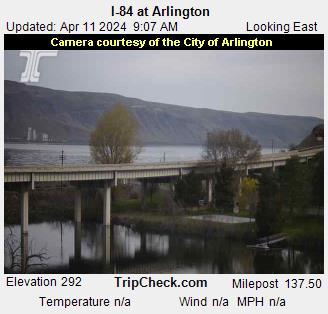 I-84 at Arlington
Updated: Apr 11 2024 9:07 AM Looking East
Camera courtesy of the City of Arlington
Elevation 292 TripCheck.com Milepost 137.50
Temperature n/a Wind n/a MPH n/a